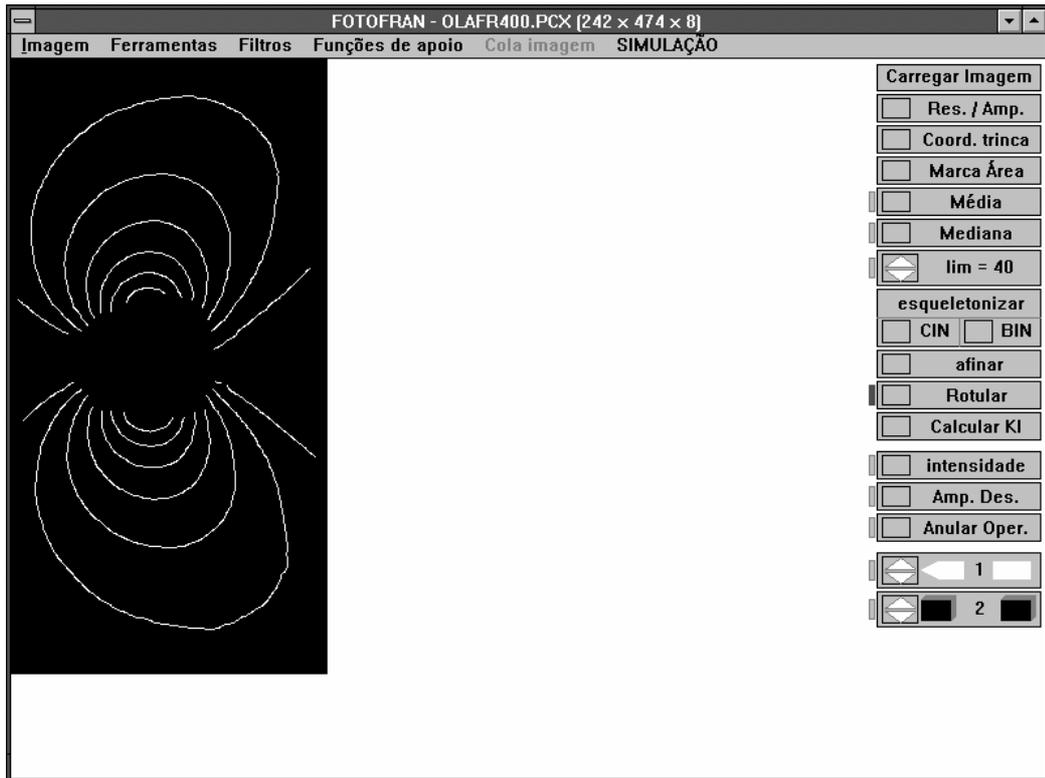 FOTOFRAN - OLAFR400.PCX (242 x 474 x 8)
Imagem Ferramentas Filtros Funções de apoio Cola imagem SIMULAÇÃO
Carregar Imagem
Res. / Amp.
Coord. trinca
Marca Área
Média
Mediana
lim = 40
esqueletonizar
CIN BIN
afinar
Rotular
Calcular KI
intensidade
Amp. Des.
Anular Oper.
1
2